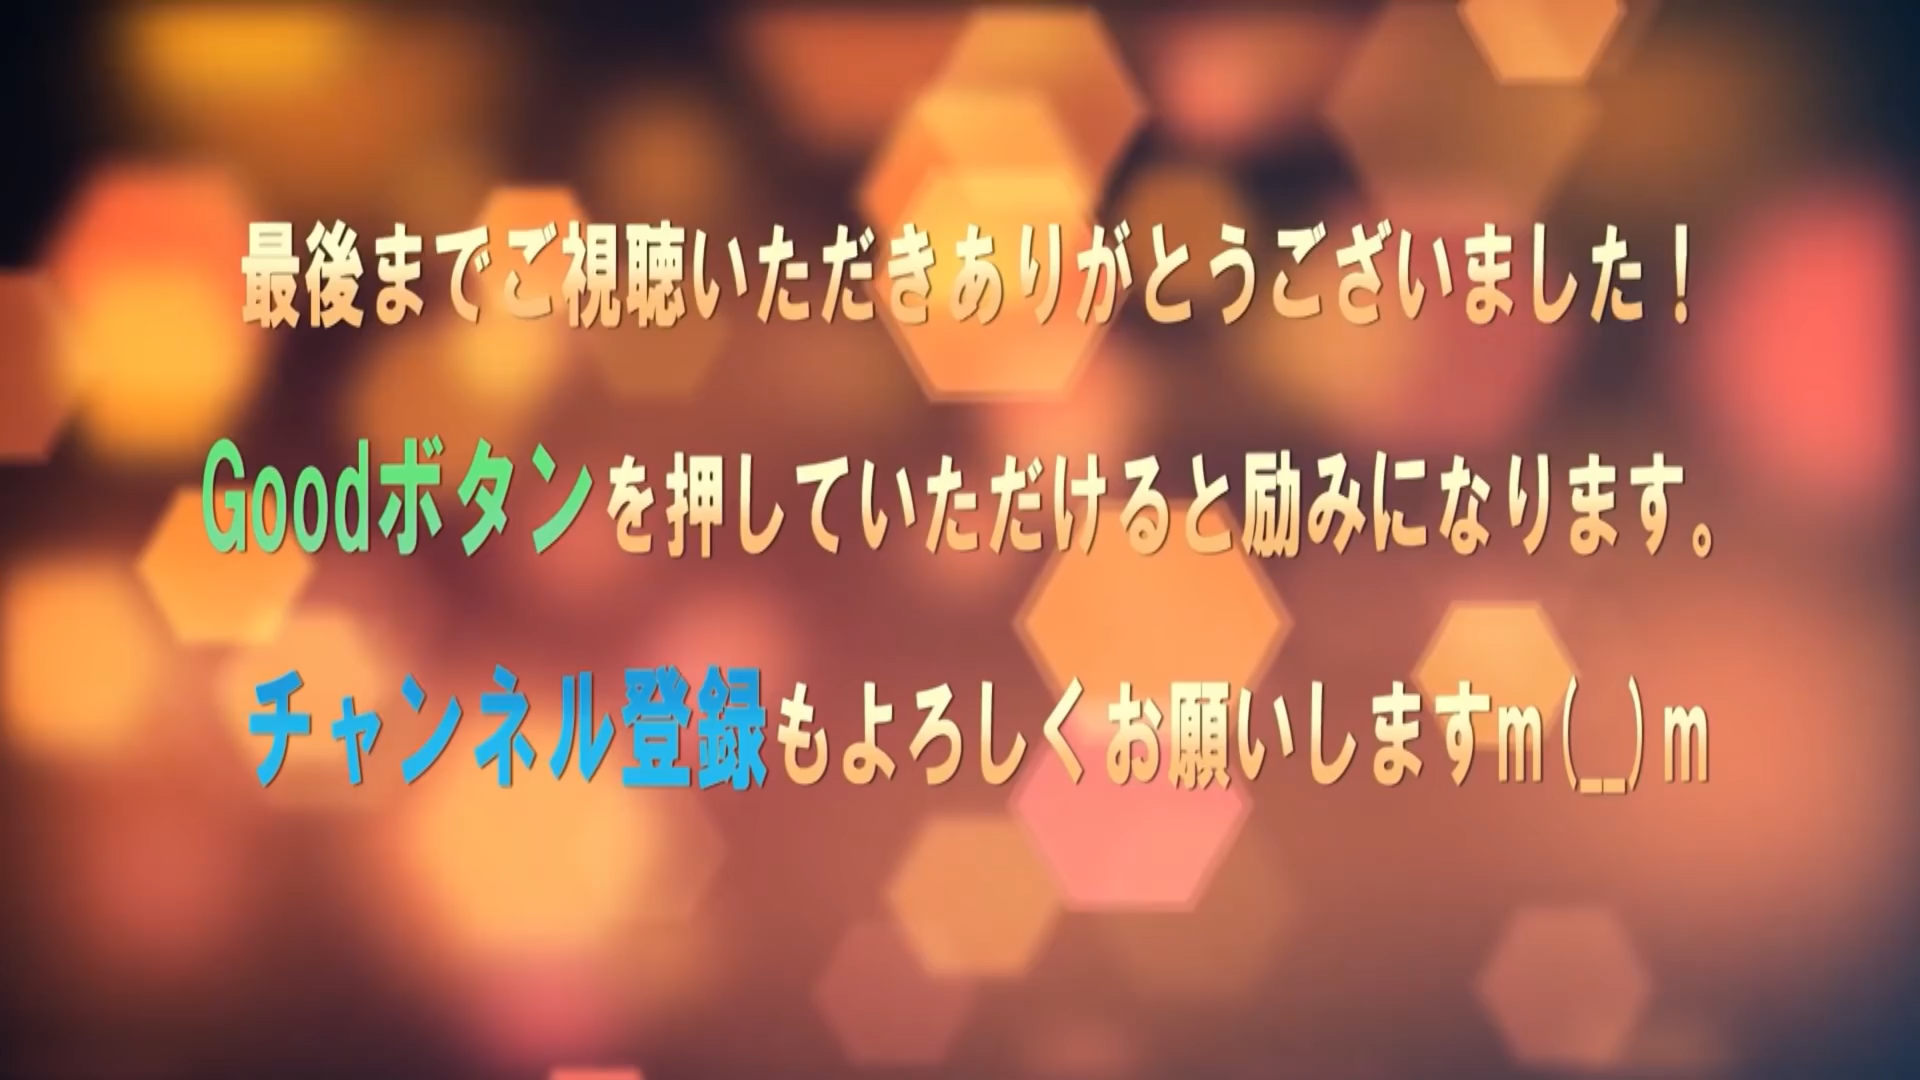 最後までご視聴いただきありがとうございました！
Goodボタンを押していただけると励みになります。
チャンネル登録もよろしくお願いしますm(__)m